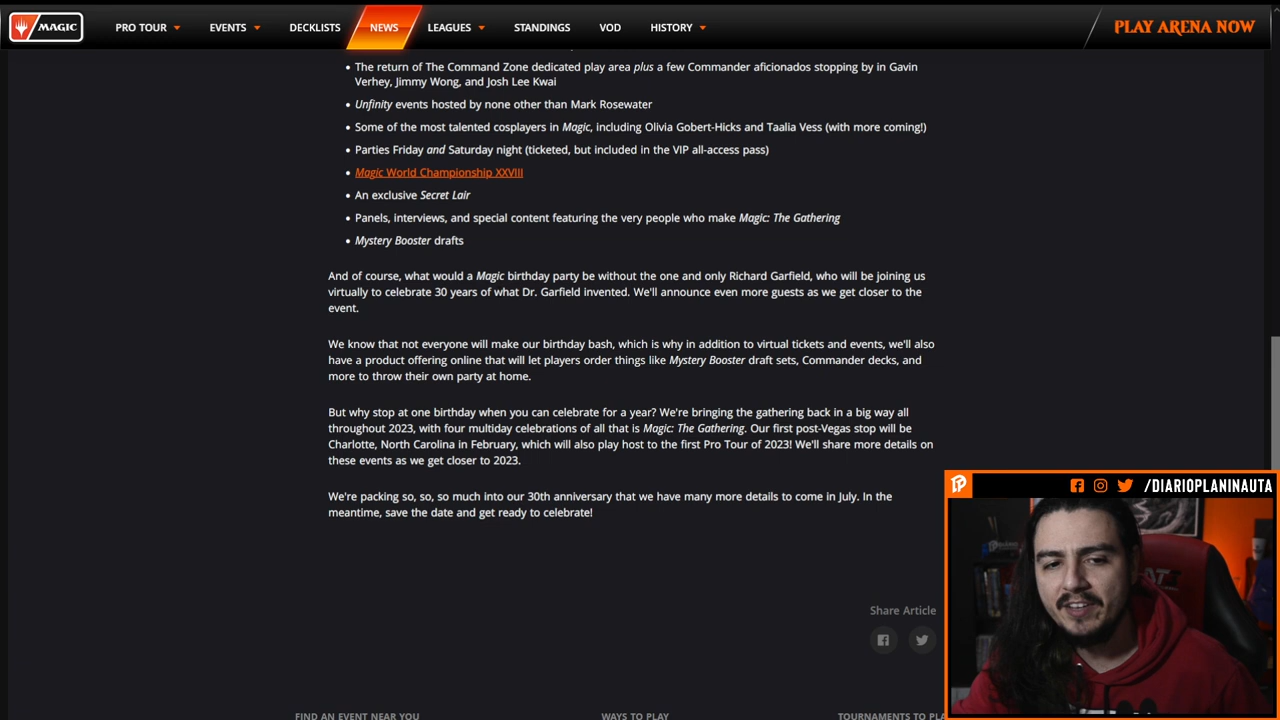 MAGIC
PRO TOUR
EVENTS
DECKLISTS
NEWS
LEAGUES
STANDINGS
VOD
HISTORY
PLAY ARENA NOW
• The return of The Command Zone dedicated play area plus a few Commander aficionados stopping by in Gavin
Verhey, Jimmy Wong, and Josh Lee Kwai
• Unfinity events hosted by none other than Mark Rosewater
• Some of the most talented cosplayers in Magic, including Olivia Gobert-Hicks and Taalia Vess (with more coming!)
• Parties Friday and Saturday night (ticketed, but included in the VIP all-access pass)
• Magic World Championship XXVIII
• An exclusive Secret Lair
• Panels, interviews, and special content featuring the very people who make Magic: The Gathering
• Mystery Booster drafts
And of course, what would a Magic birthday party be without the one and only Richard Garfield, who will be joining us
virtually to celebrate 30 years of what Dr. Garfield invented. We'll announce even more guests as we get closer to the
event.
We know that not everyone will make our birthday bash, which is why in addition to virtual tickets and events, we'll also
have a product offering online that will let players order things like Mystery Booster draft sets, Commander decks, and
more to throw their own party at home.
But why stop at one birthday when you can celebrate for a year? We're bringing the gathering back in a big way all
throughout 2023, with four multiday celebrations of all that is Magic: The Gathering. Our first post-Vegas stop will be
Charlotte, North Carolina in February, which will also play host to the first Pro Tour of 2023! We'll share more details on
these events as we get closer to 2023.
We're packing so, so, so much into our 30th anniversary that we have many more details to come in July. In the
meantime, save the date and get ready to celebrate!
/DIARIOPLANINAUTA
Share Article
FIND AN EVENT NEAR YOU
WAYS TO PLAY
TOURNAMENTS TO PLA